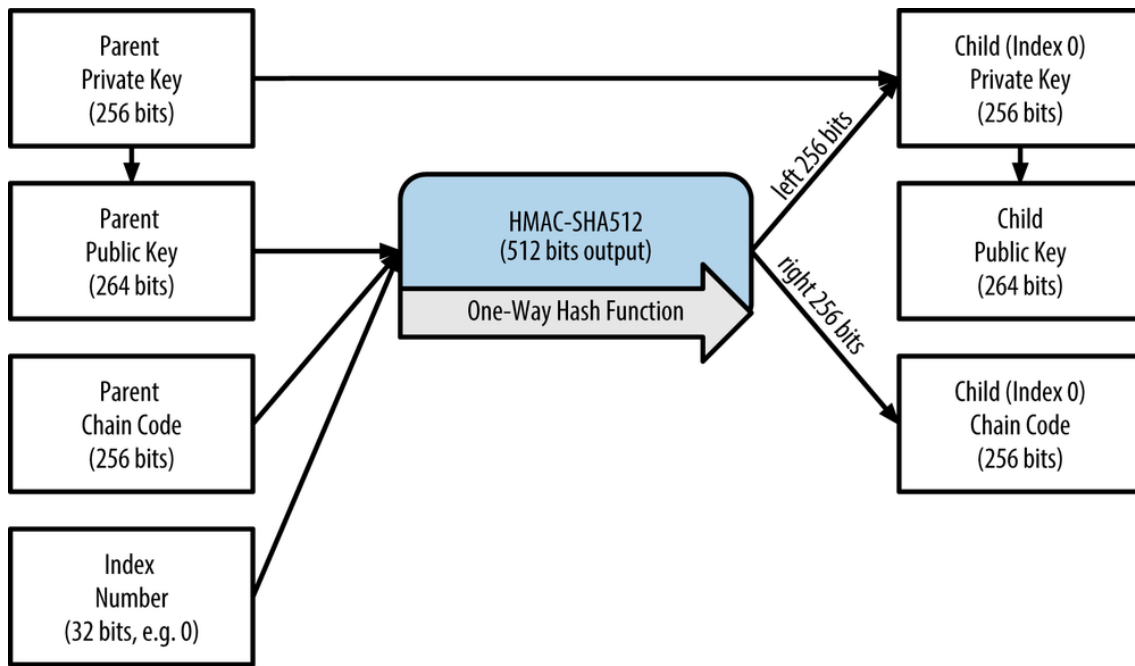 Parent
Private Key
(256 bits)
Parent
Public Key
(264 bits)
Parent
Chain Code
(256 bits)
Index
Number
(32 bits, e.g. 0)
HMAC-SHA512
(512 bits output)
One-Way Hash Function
left 256 bits
right 256 bits
Child (Index 0)
Private Key
(256 bits)
Child
Public Key
(264 bits)
Child (Index 0)
Chain Code
(256 bits)